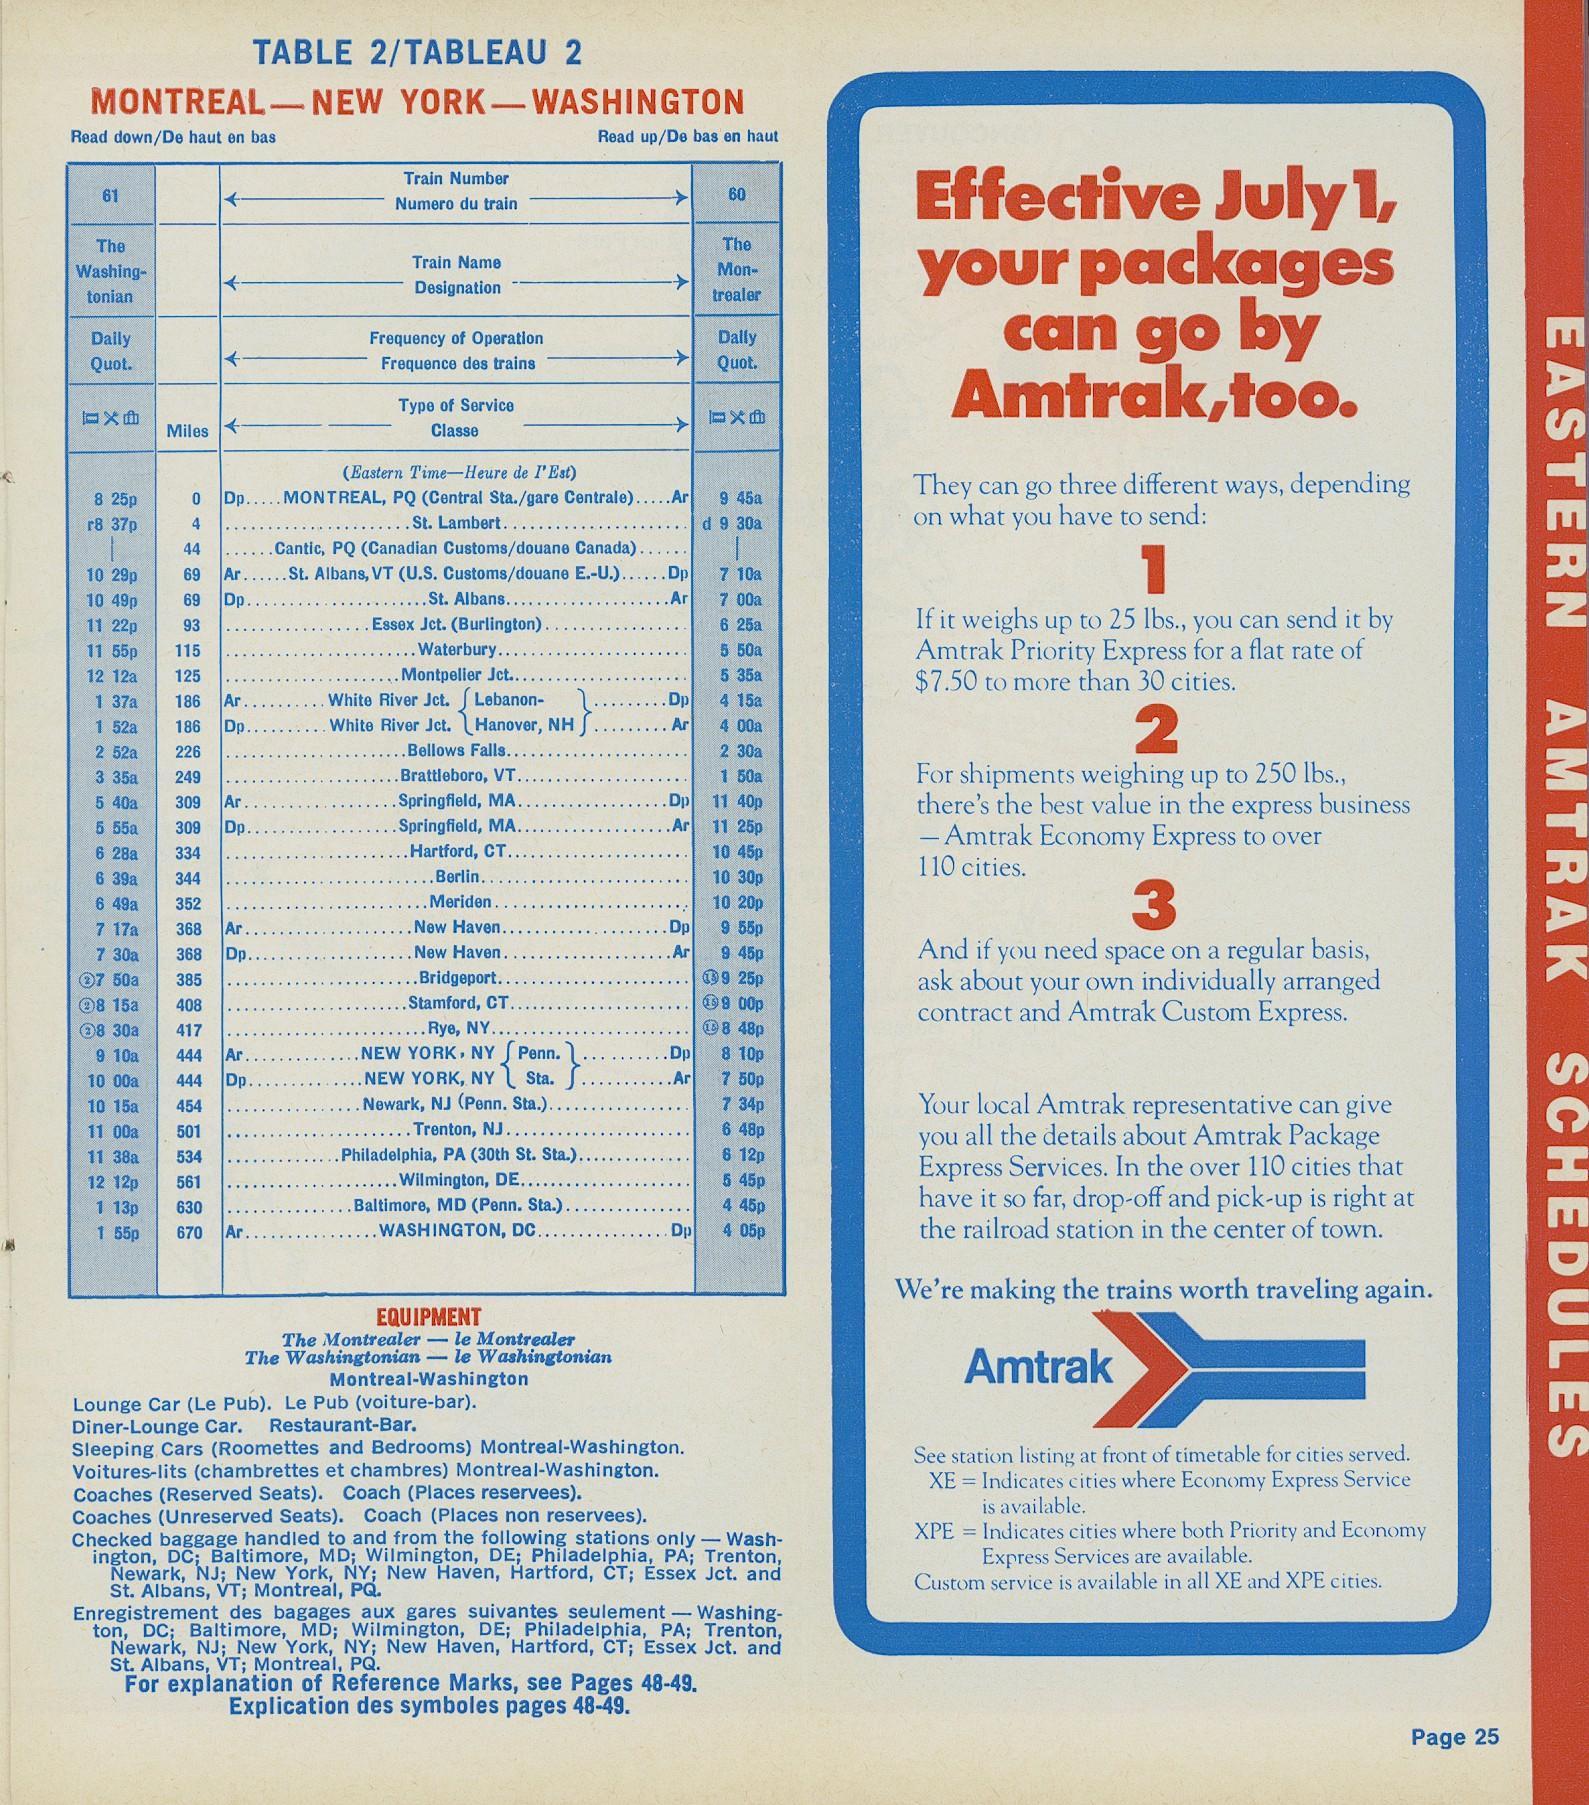 TABLE 2/TABLEAU 2
MONTREAL—NEW YORK—WASHINGTON
Read down/De haut en bas
Read up/De bas en haut
61 Train Number 60
Numero du train
The Washing-tonian Train Name The Mon-trealer
Designation
Daily Quot. Frequency of Operation Daily Quot.
Frequence des trains
Miles Type of Service
Classe
(Eastern Time—Heure de l'Est)
8 25p 0 Dp.....MONTREAL, PQ (Central Sta./gare Centrale).....Ar 9 45a
r8 37p 4 St. Lambert d 9 30a
| 44 Cantic, PQ (Canadian Customs/douane Canada) |
10 29p 69 Ar......St. Albans, VT (U.S. Customs/douane E.-U.)......Dp 7 10a
10 49p 69 Dp St. Albans Ar 7 00a
11 22p 93 Essex Jct. (Burlington) 6 25a
11 55p 115 Waterbury 5 50a
12 12a 125 Montpelier Jct. 5 35a
1 37a 186 Ar White River Jct. { Lebanon- } Dp 4 15a
1 52a 186 Dp White River Jct. { Hanover, NH } Ar 4 00a
2 52a 226 Bellows Falls 2 30a
3 35a 249 Brattleboro, VT 1 50a
5 40a 309 Ar Springfield, MA Dp 11 40p
5 55a 309 Dp Springfield, MA Ar 11 25p
6 28a 334 Hartford, CT 10 45p
6 39a 344 Berlin 10 30p
6 49a 352 Meriden 10 20p
7 17a 368 Ar New Haven Dp 9 55p
7 30a 368 Dp New Haven Ar 9 45p
②7 50a 385 Bridgeport ⑮9 25p
②8 15a 408 Stamford, CT ⑮9 00p
②8 30a 417 Rye, NY ⑮8 48p
9 10a 444 Ar NEW YORK, NY { Penn. } Dp 8 10p
10 00a 444 Dp NEW YORK, NY { Sta. } Ar 7 50p
10 15a 454 Newark, NJ (Penn. Sta.) 7 34p
11 00a 501 Trenton, NJ 6 48p
11 38a 534 Philadelphia, PA (30th St. Sta.) 6 12p
12 12p 561 Wilmington, DE 5 45p
1 13p 630 Baltimore, MD (Penn. Sta.) 4 45p
1 55p 670 Ar WASHINGTON, DC Dp 4 05p
EQUIPMENT
The Montrealer — le Montrealer
The Washingtonian — le Washingtonian
Montreal-Washington
Lounge Car (Le Pub). Le Pub (voiture-bar).
Diner-Lounge Car. Restaurant-Bar.
Sleeping Cars (Roomettes and Bedrooms) Montreal-Washington.
Voitures-lits (chambrettes et chambres) Montreal-Washington.
Coaches (Reserved Seats). Coach (Places reservees).
Coaches (Unreserved Seats). Coach (Places non reservees).
Checked baggage handled to and from the following stations only — Wash-
ington, DC; Baltimore, MD; Wilmington, DE; Philadelphia, PA; Trenton,
Newark, NJ; New York, NY; New Haven, Hartford, CT; Essex Jct. and
St. Albans, VT; Montreal, PQ.
Enregistrement des bagages aux gares suivantes seulement — Washing-
ton, DC; Baltimore, MD; Wilmington, DE; Philadelphia, PA; Trenton,
Newark, NJ; New York, NY; New Haven, Hartford, CT; Essex Jct. and
St. Albans, VT; Montreal, PQ.
For explanation of Reference Marks, see Pages 48-49.
Explication des symboles pages 48-49.
Effective July 1,
your packages
can go by
Amtrak, too.
They can go three different ways, depending
on what you have to send:
1
If it weighs up to 25 lbs., you can send it by
Amtrak Priority Express for a flat rate of
$7.50 to more than 30 cities.
2
For shipments weighing up to 250 lbs.,
there's the best value in the express business
— Amtrak Economy Express to over
110 cities.
3
And if you need space on a regular basis,
ask about your own individually arranged
contract and Amtrak Custom Express.
Your local Amtrak representative can give
you all the details about Amtrak Package
Express Services. In the over 110 cities that
have it so far, drop-off and pick-up is right at
the railroad station in the center of town.
We're making the trains worth traveling again.
Amtrak
See station listing at front of timetable for cities served.
XE = Indicates cities where Economy Express Service
is available.
XPE = Indicates cities where both Priority and Economy
Express Services are available.
Custom service is available in all XE and XPE cities.
Page 25
EASTERN AMTRAK SCHEDULES